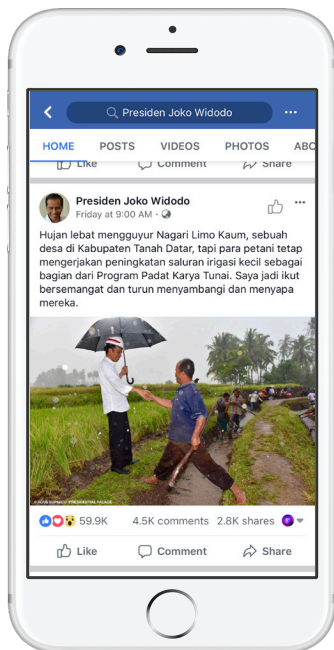 Presiden Joko Widodo
HOME POSTS VIDEOS PHOTOS ABO
Like Comment Share
Presiden Joko Widodo
Friday at 9:00 AM
Hujan lebat mengguyur Nagari Limo Kaum, sebuah
desa di Kabupaten Tanah Datar, tapi para petani tetap
mengerjakan peningkatan saluran irigasi kecil sebagai
bagian dari Program Padat Karya Tunai. Saya jadi ikut
bersemangat dan turun menyambangi dan menyapa
mereka.
59.9K 4.5K comments 2.8K shares
Like Comment Share